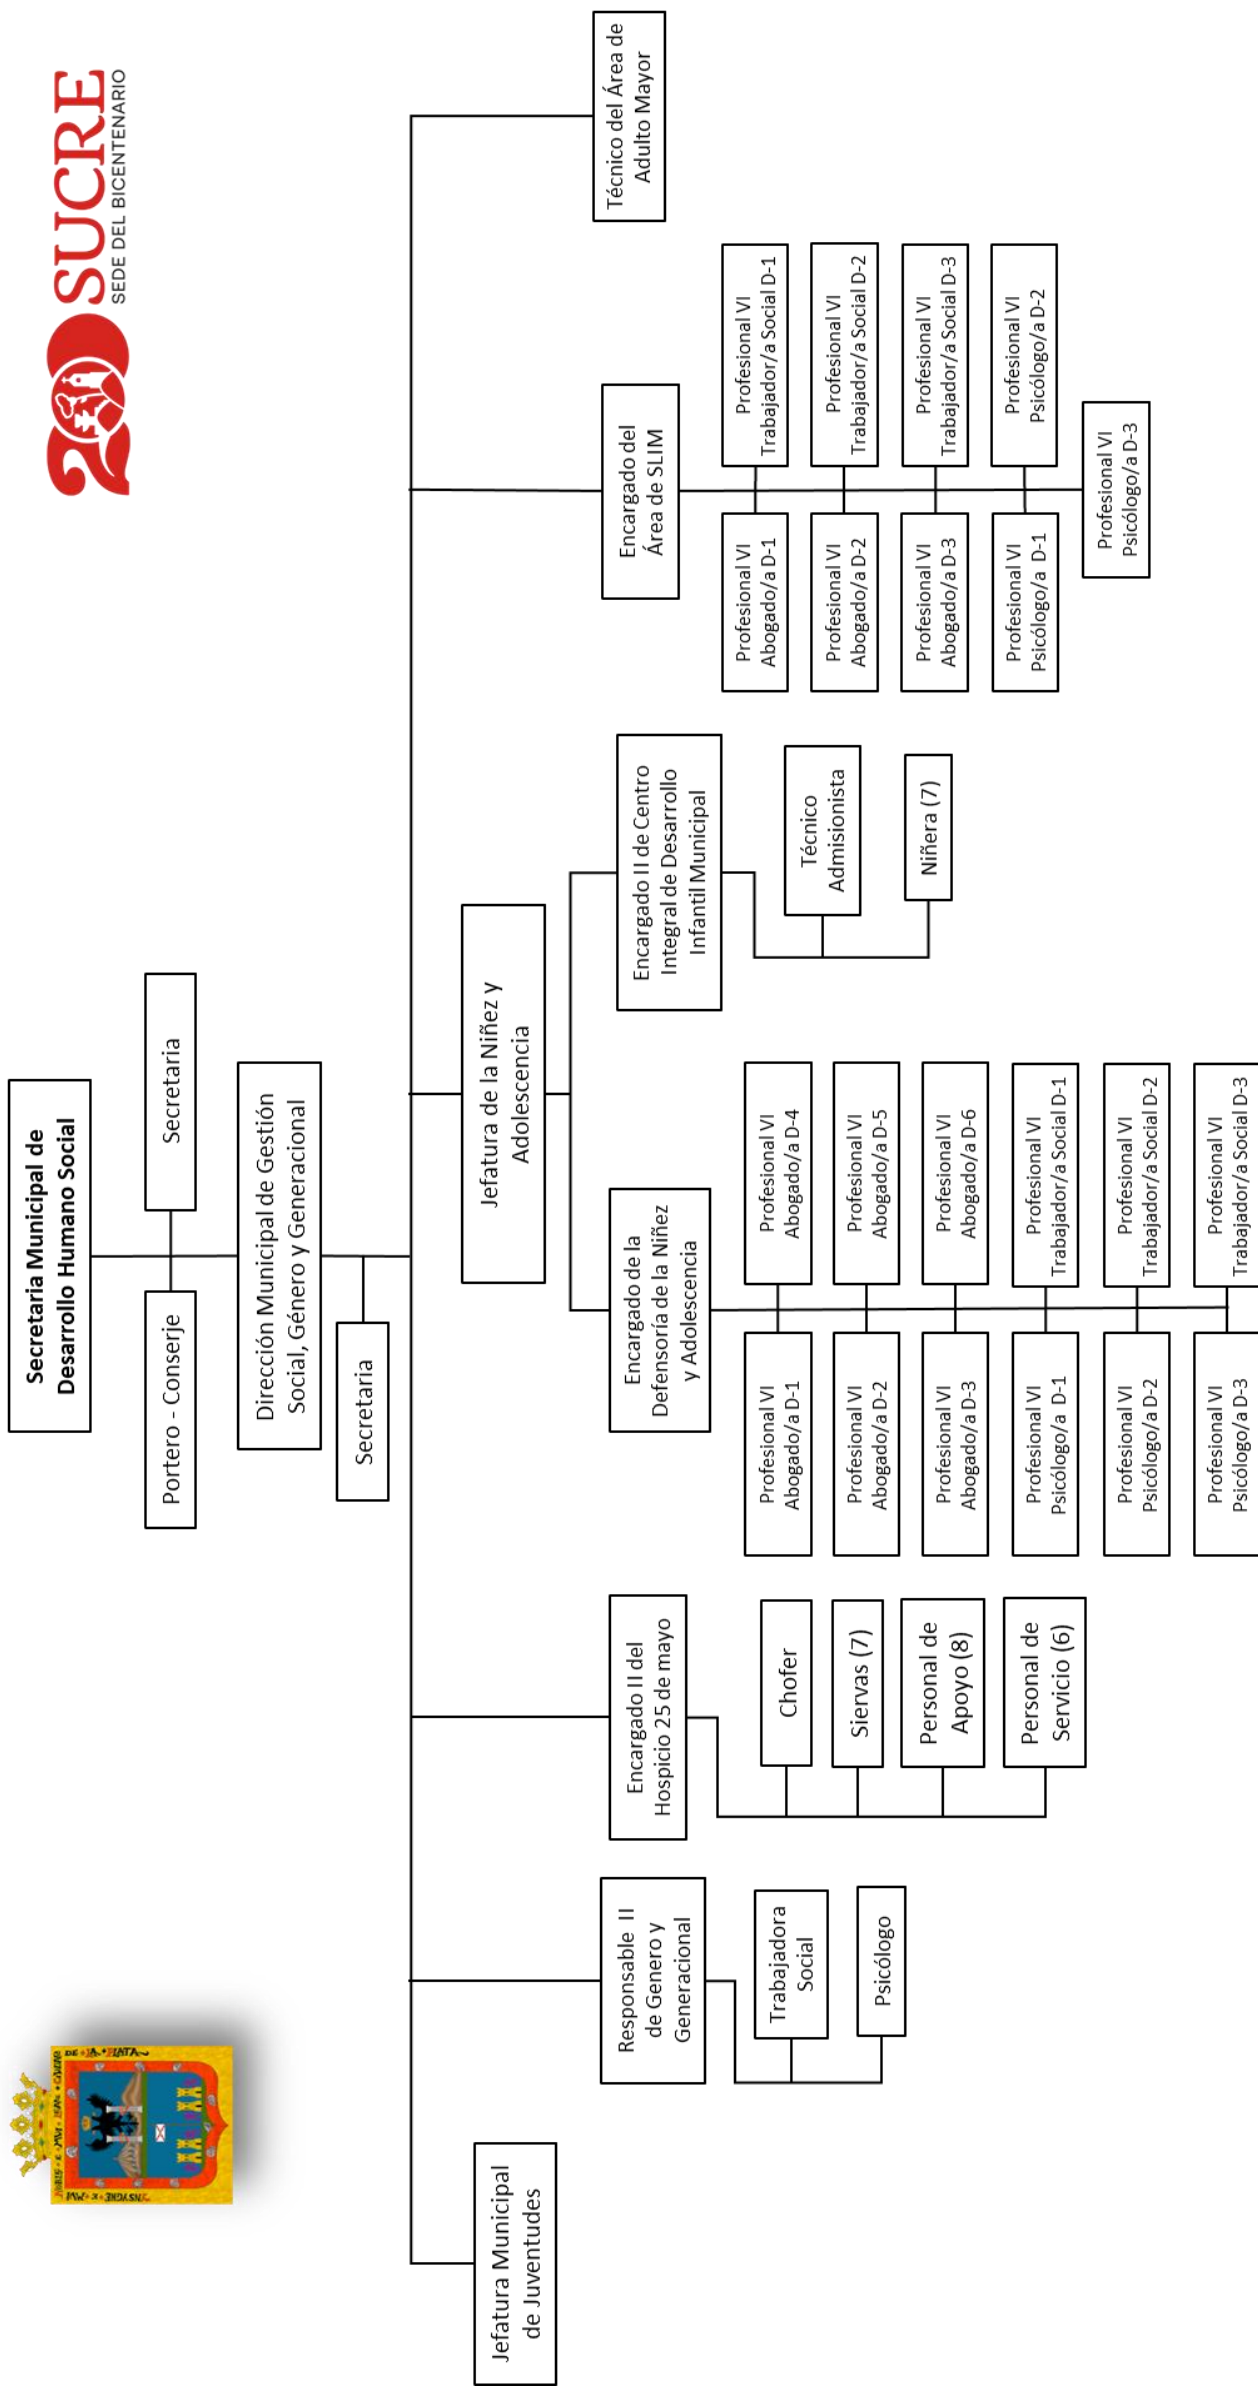 SUCRE
SEDE DEL BICENTENARIO
Secretaria Municipal de
Desarrollo Humano Social
Portero - Conserje
Secretaria
Dirección Municipal de Gestión
Social, Género y Generacional
Secretaria
Jefatura Municipal
de Juventudes
Responsable II
de Genero y
Generacional
Trabajadora
Social
Psicólogo
Encargado II del
Hospicio 25 de mayo
Chofer
Siervas (7)
Personal de
Apoyo (8)
Personal de
Servicio (6)
Jefatura de la Niñez y
Adolescencia
Encargado de la
Defensoría de la Niñez
y Adolescencia
Profesional VI
Abogado/a D-1
Profesional VI
Abogado/a D-4
Profesional VI
Abogado/a D-2
Profesional VI
Abogado/a D-5
Profesional VI
Abogado/a D-3
Profesional VI
Abogado/a D-6
Profesional VI
Psicólogo/a D-1
Profesional VI
Trabajador/a Social D-1
Profesional VI
Psicólogo/a D-2
Profesional VI
Trabajador/a Social D-2
Profesional VI
Psicólogo/a D-3
Profesional VI
Trabajador/a Social D-3
Encargado II de Centro
Integral de Desarrollo
Infantil Municipal
Técnico
Admisionista
Niñera (7)
Encargado del
Área de SLIM
Profesional VI
Abogado/a D-1
Profesional VI
Trabajador/a Social D-1
Profesional VI
Abogado/a D-2
Profesional VI
Trabajador/a Social D-2
Profesional VI
Abogado/a D-3
Profesional VI
Trabajador/a Social D-3
Profesional VI
Psicólogo/a D-1
Profesional VI
Psicólogo/a D-2
Profesional VI
Psicólogo/a D-3
Técnico del Área de
Adulto Mayor